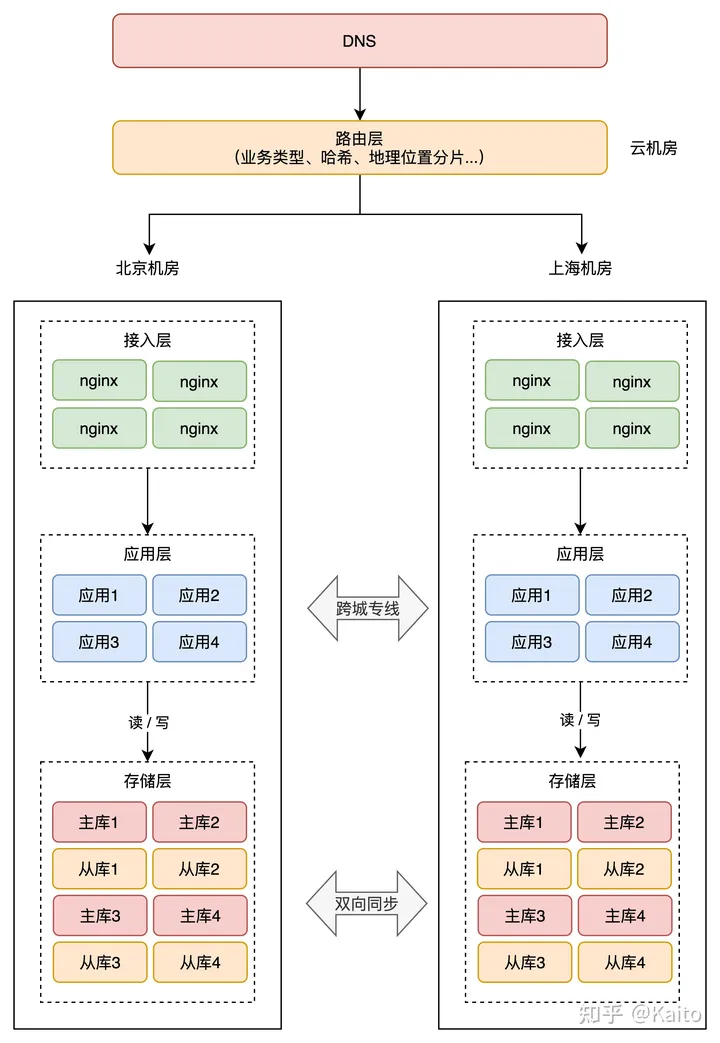 DNS
路由层
（业务类型、哈希、地理位置分片...）
云机房
北京机房
上海机房
接入层
nginx
nginx
nginx
nginx
接入层
nginx
nginx
nginx
nginx
应用层
应用1
应用2
应用3
应用4
跨城专线
应用层
应用1
应用2
应用3
应用4
读 / 写
读 / 写
存储层
主库1
主库2
从库1
从库2
主库3
主库4
从库3
从库4
双向同步
存储层
主库1
主库2
从库1
从库2
主库3
主库4
从库3
从库4
知乎 @Kaito